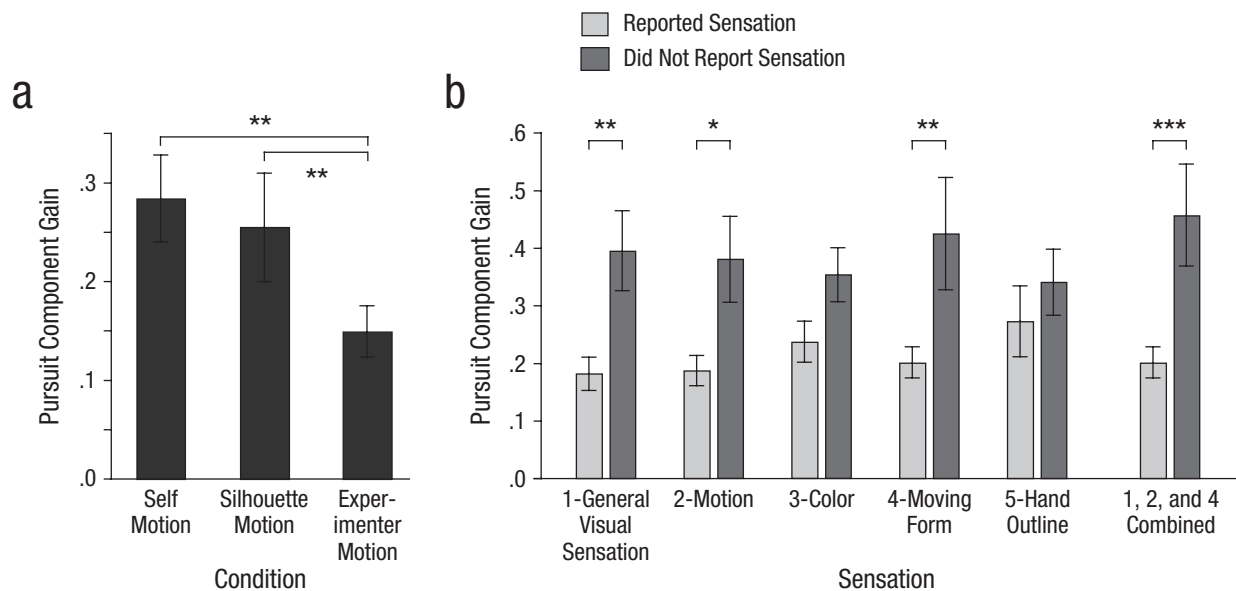 Reported Sensation
Did Not Report Sensation
a
**
**
Pursuit Component Gain
.3
.2
.1
.0
Self
Motion
Silhouette
Motion
Exper-
imenter
Motion
Condition
b
**
*
**
***
Pursuit Component Gain
.6
.5
.4
.3
.2
.1
.0
1-General
Visual
Sensation
2-Motion
3-Color
4-Moving
Form
5-Hand
Outline
1, 2, and 4
Combined
Sensation